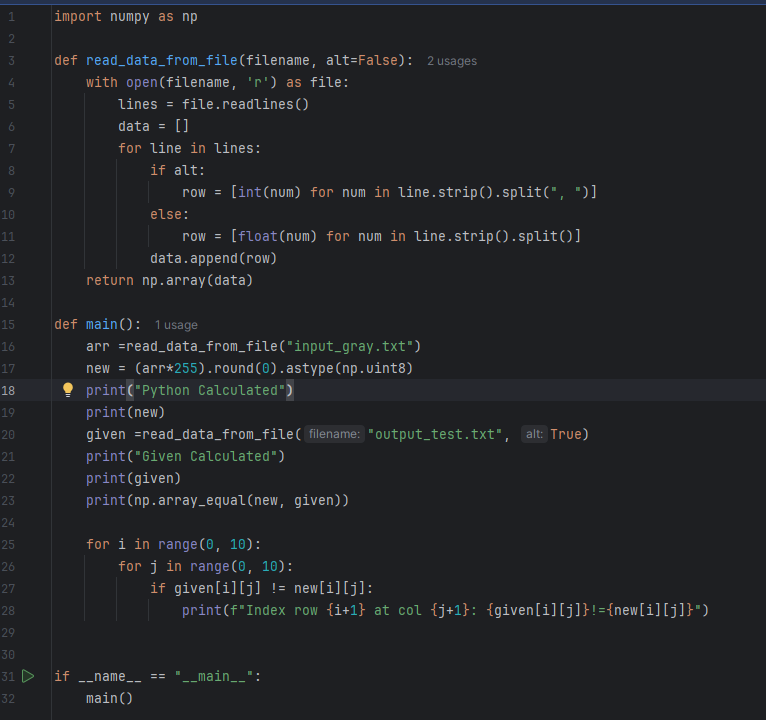 1 import numpy as np
2
3 def read_data_from_file(filename, alt=False): 2 usages
4     with open(filename, 'r') as file:
5         lines = file.readlines()
6         data = []
7         for line in lines:
8             if alt:
9                 row = [int(num) for num in line.strip().split(", ")]
10             else:
11                 row = [float(num) for num in line.strip().split()]
12             data.append(row)
13     return np.array(data)
14
15 def main(): 1 usage
16     arr =read_data_from_file("input_gray.txt")
17     new = (arr*255).round(0).astype(np.uint8)
18     print("Python Calculated")
19     print(new)
20     given =read_data_from_file( filename: "output_test.txt", alt: True)
21     print("Given Calculated")
22     print(given)
23     print(np.array_equal(new, given))
24
25     for i in range(0, 10):
26         for j in range(0, 10):
27             if given[i][j] != new[i][j]:
28                 print(f"Index row {i+1} at col {j+1}: {given[i][j]}!={new[i][j]}")
29
30
31 if __name__ == "__main__":
32     main()